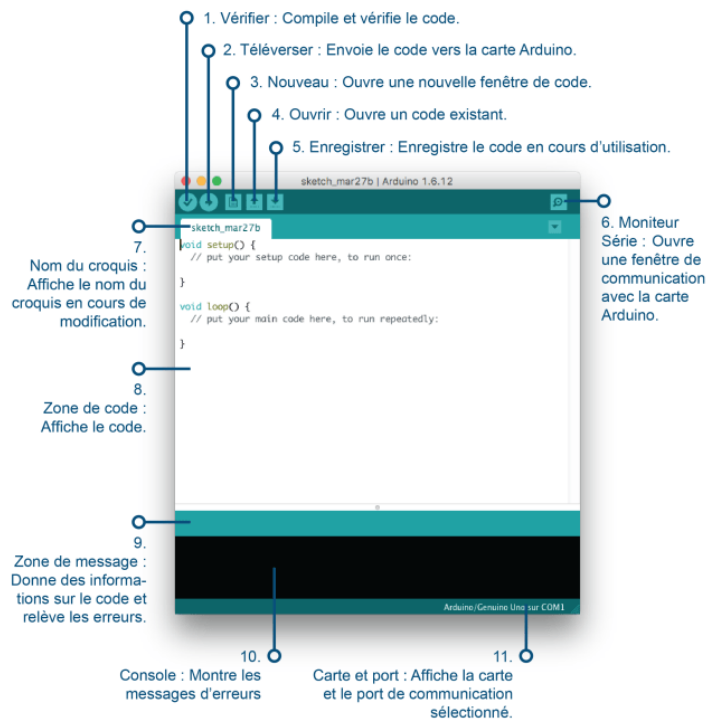 1. Vérifier : Compile et vérifie le code.
2. Téléverser : Envoie le code vers la carte Arduino.
3. Nouveau : Ouvre une nouvelle fenêtre de code.
4. Ouvrir : Ouvre un code existant.
5. Enregistrer : Enregistre le code en cours d'utilisation.
sketch_mar27b | Arduino 1.6.12
6. Moniteur
Série : Ouvre
une fenêtre de
communication
avec la carte
Arduino.
sketch_mar27b
7.
Nom du croquis :
Affiche le nom du
croquis en cours de
modification.
void setup() {
// put your setup code here, to run once:
}
void loop() {
// put your main code here, to run repeatedly:
}
8.
Zone de code :
Affiche le code.
9.
Zone de message :
Donne des informa-
tions sur le code et
relève les erreurs.
Arduino/Genuino Uno sur COM1
10.
Console : Montre les
messages d'erreurs
11.
Carte et port : Affiche la carte
et le port de communication
sélectionné.